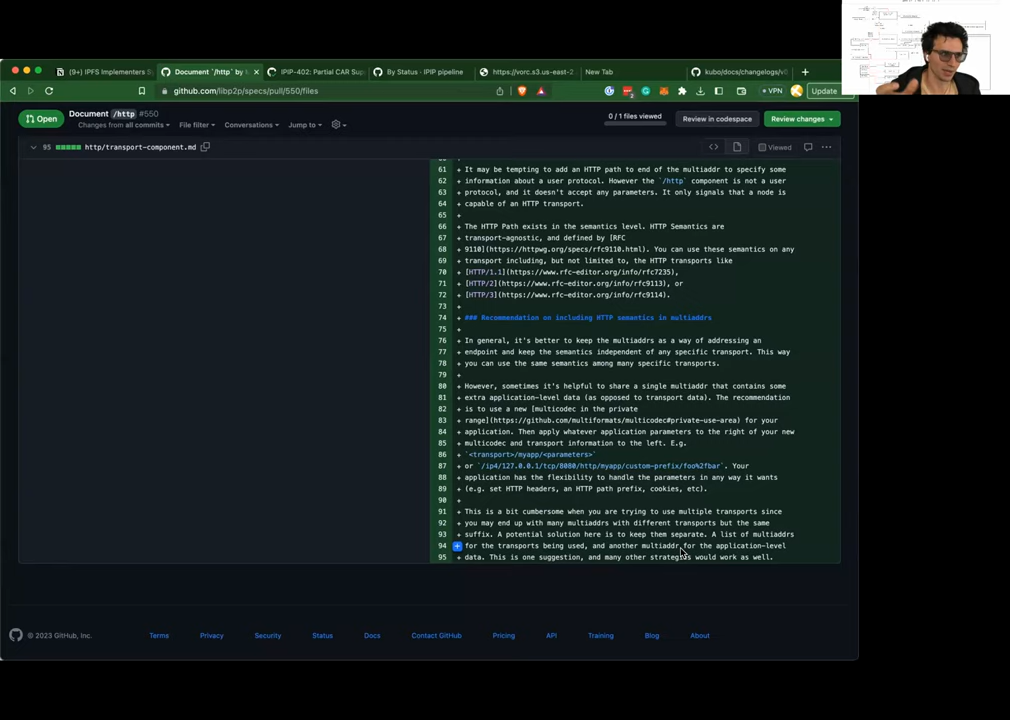 (9+) IPFS Implementers S
Document `/http` by
IPIP-402: Partial CAR Sup
By Status - IPIP pipeline
https://vorc.s3.us-east-2
New Tab
kubo/docs/changelogs/v0
github.com/libp2p/specs/pull/550/files
VPN
Update
Open
Document /http #550
Changes from all commits
File filter
Conversations
Jump to
0 / 1 files viewed
Review in codespace
Review changes
95
http/transport-component.md
Viewed
61 + It may be tempting to add an HTTP path to end of the multiaddr to specify some
62 + information about a user protocol. However the `/http` component is not a user
63 + protocol, and it doesn't accept any parameters. It only signals that a node is
64 + capable of an HTTP transport.
65 +
66 + The HTTP Path exists in the semantics level. HTTP Semantics are
67 + transport-agnostic, and defined by [RFC
68 + 9110](https://httpwg.org/specs/rfc9110.html). You can use these semantics on any
69 + transport including, but not limited to, the HTTP transports like
70 + [HTTP/1.1](https://www.rfc-editor.org/info/rfc7235),
71 + [HTTP/2](https://www.rfc-editor.org/info/rfc9113), or
72 + [HTTP/3](https://www.rfc-editor.org/info/rfc9114).
73 +
74 + ### Recommendation on including HTTP semantics in multiaddrs
75 +
76 + In general, it's better to keep the multiaddrs as a way of addressing an
77 + endpoint and keep the semantics independent of any specific transport. This way
78 + you can use the same semantics among many specific transports.
79 +
80 + However, sometimes it's helpful to share a single multiaddr that contains some
81 + extra application-level data (as opposed to transport data). The recommendation
82 + is to use a new [multicodec in the private
83 + range](https://github.com/multiformats/multicodec#private-use-area) for your
84 + application. Then apply whatever application parameters to the right of your new
85 + multicodec and transport information to the left. E.g.
86 + `<transport>/myapp/<parameters>`
87 + or `/ip4/127.0.0.1/tcp/8080/http/myapp/custom-prefix/foo%2fbar`. Your
88 + application has the flexibility to handle the parameters in any way it wants
89 + (e.g. set HTTP headers, an HTTP path prefix, cookies, etc).
90 +
91 + This is a bit cumbersome when you are trying to use multiple transports since
92 + you may end up with many multiaddrs with different transports but the same
93 + suffix. A potential solution here is to keep them separate. A list of multiaddrs
94 + for the transports being used, and another multiaddr for the application-level
95 + data. This is one suggestion, and many other strategies would work as well.
© 2023 GitHub, Inc.
Terms
Privacy
Security
Status
Docs
Contact GitHub
Pricing
API
Training
Blog
About